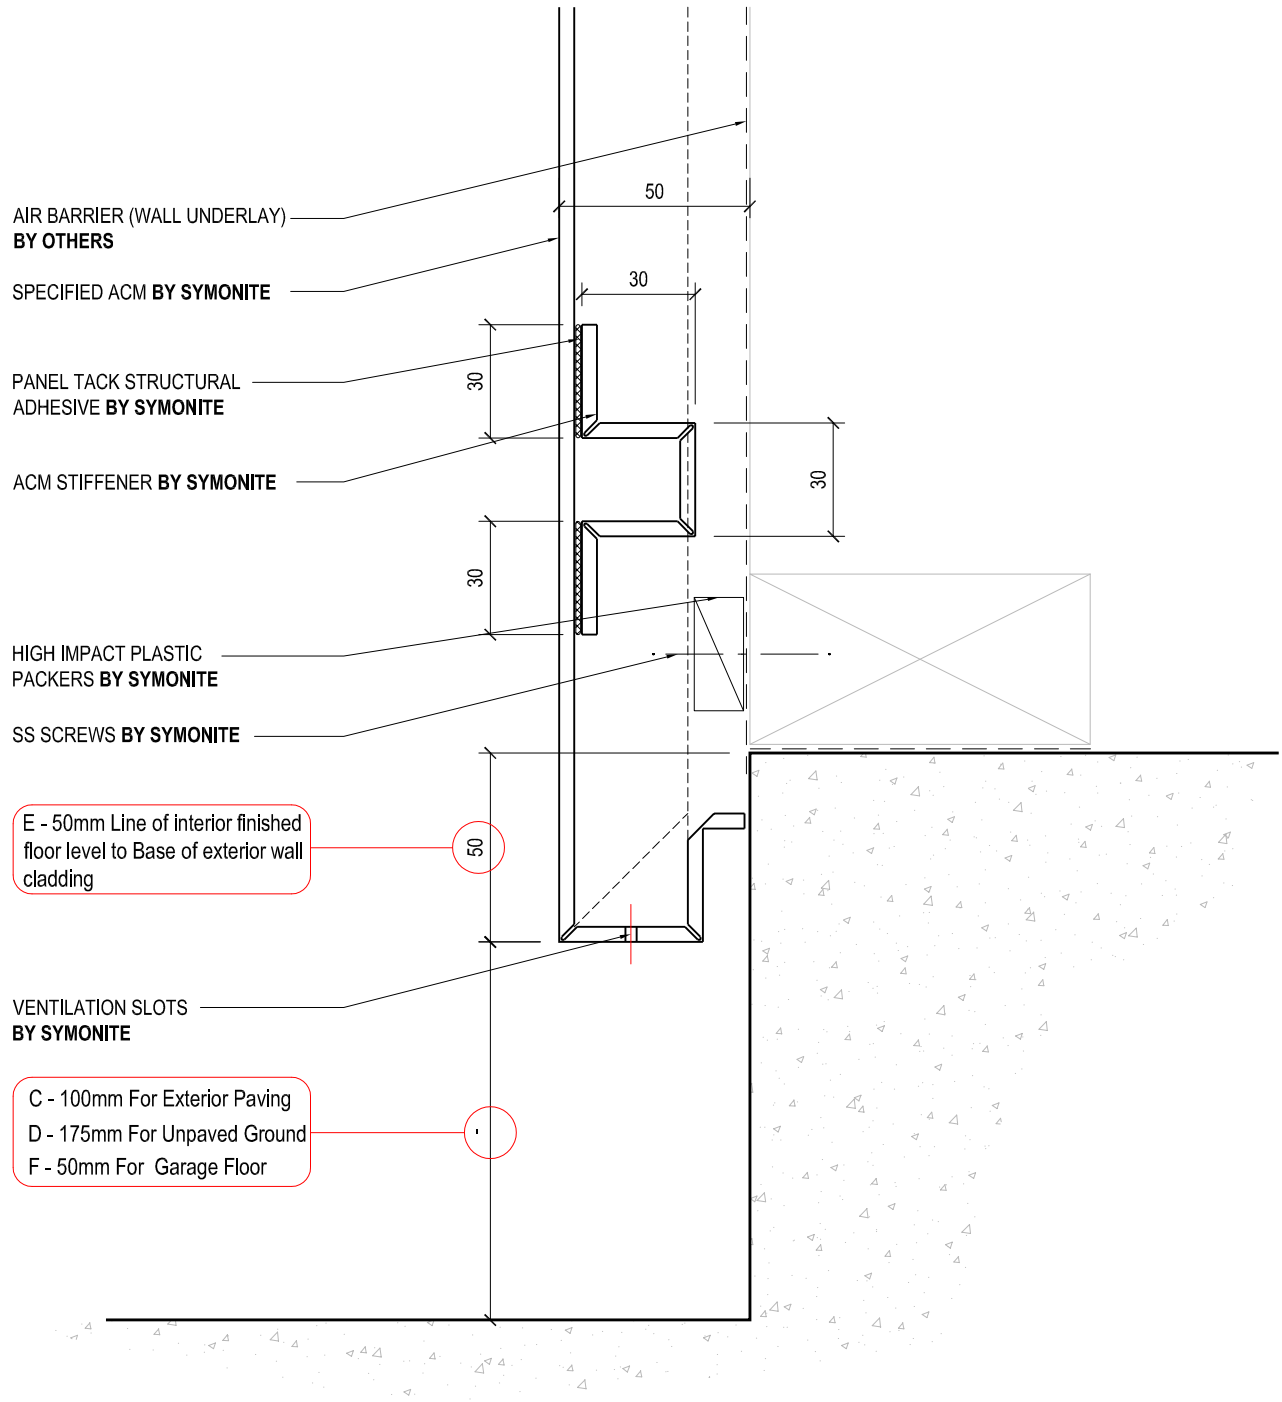 50
AIR BARRIER (WALL UNDERLAY)
BY OTHERS
30
SPECIFIED ACM BY SYMONITE
30
PANEL TACK STRUCTURAL
ADHESIVE BY SYMONITE
30
ACM STIFFENER BY SYMONITE
30
HIGH IMPACT PLASTIC
PACKERS BY SYMONITE
SS SCREWS BY SYMONITE
E - 50mm Line of interior finished
floor level to Base of exterior wall
cladding
50
VENTILATION SLOTS
BY SYMONITE
C - 100mm For Exterior Paving
D - 175mm For Unpaved Ground
F - 50mm For Garage Floor